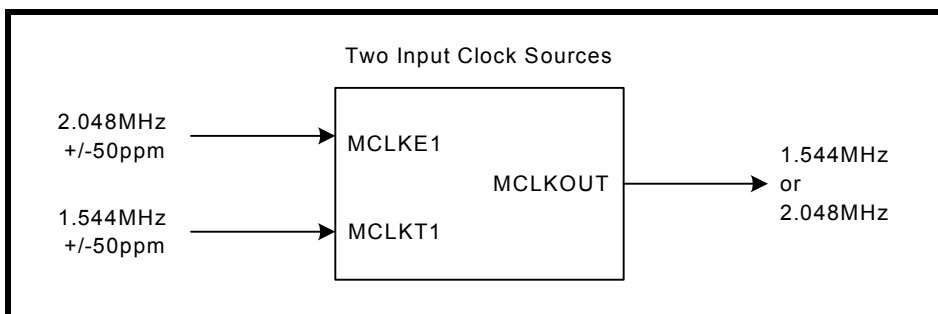 Two Input Clock Sources
2.048MHz
+/-50ppm
MCLKE1
MCLKOUT
1.544MHz
or
2.048MHz
1.544MHz
+/-50ppm
MCLKT1